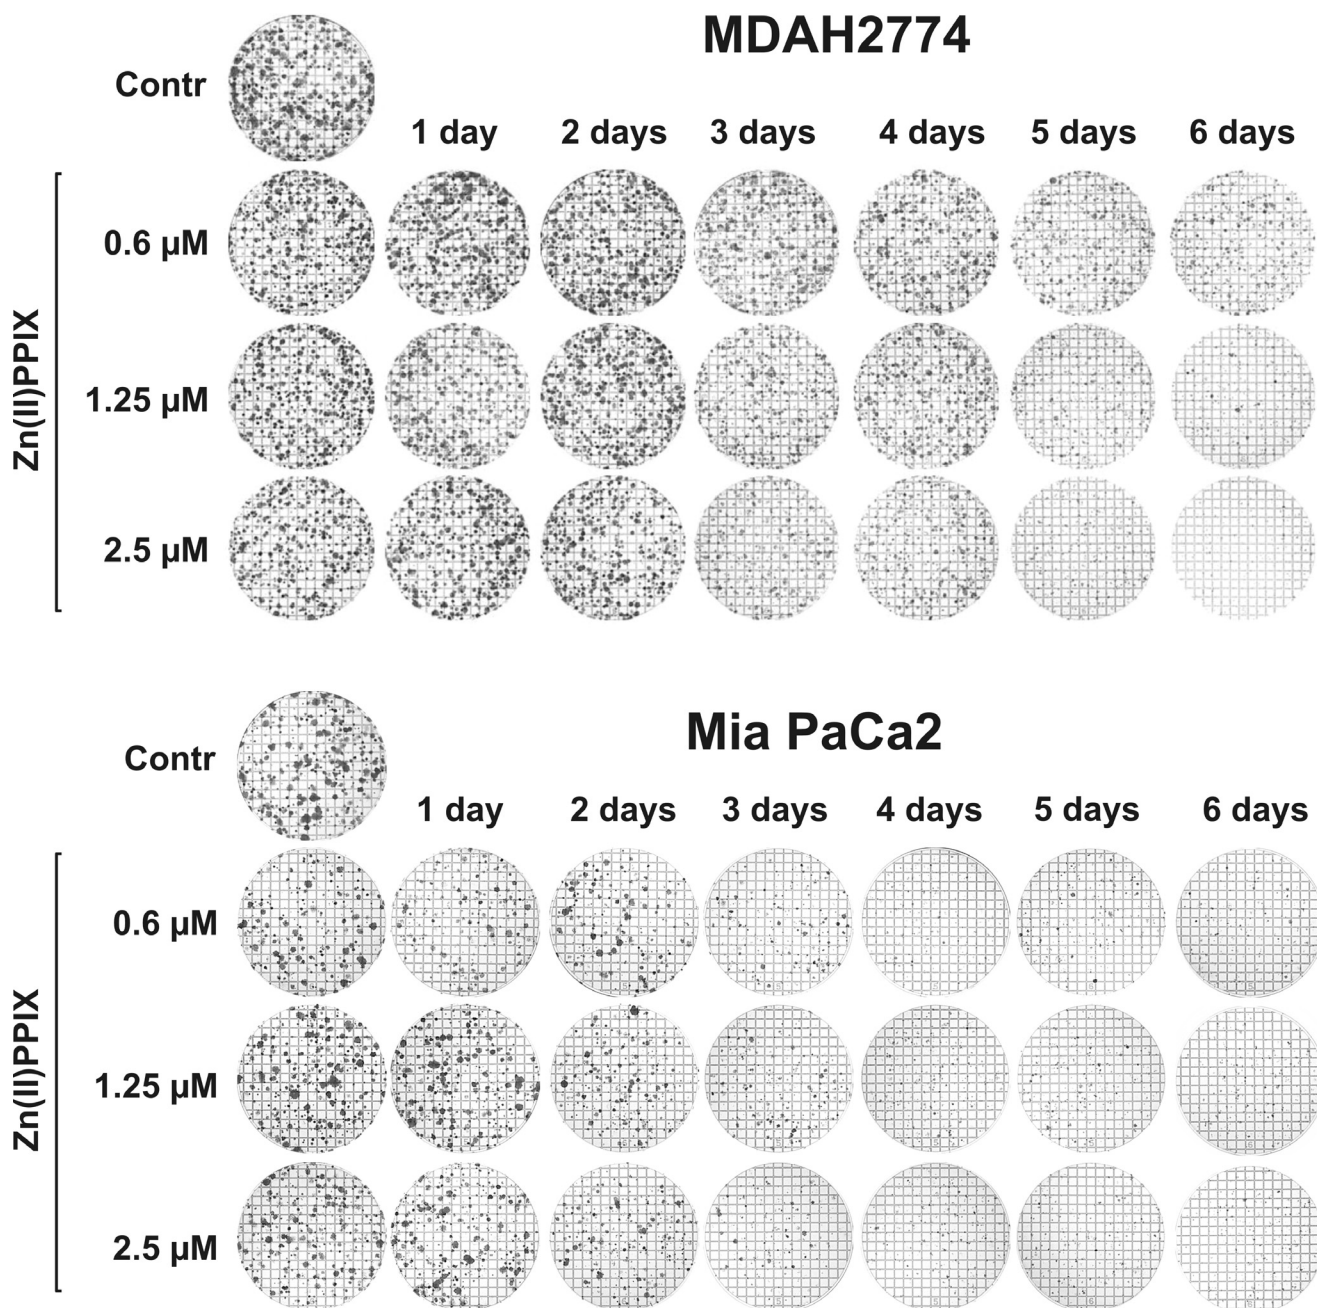 MDAH2774
Contr
1 day 2 days 3 days 4 days 5 days 6 days
Zn(II)PPIX
0.6 µM
1.25 µM
2.5 µM
Mia PaCa2
Contr
1 day 2 days 3 days 4 days 5 days 6 days
Zn(II)PPIX
0.6 µM
1.25 µM
2.5 µM